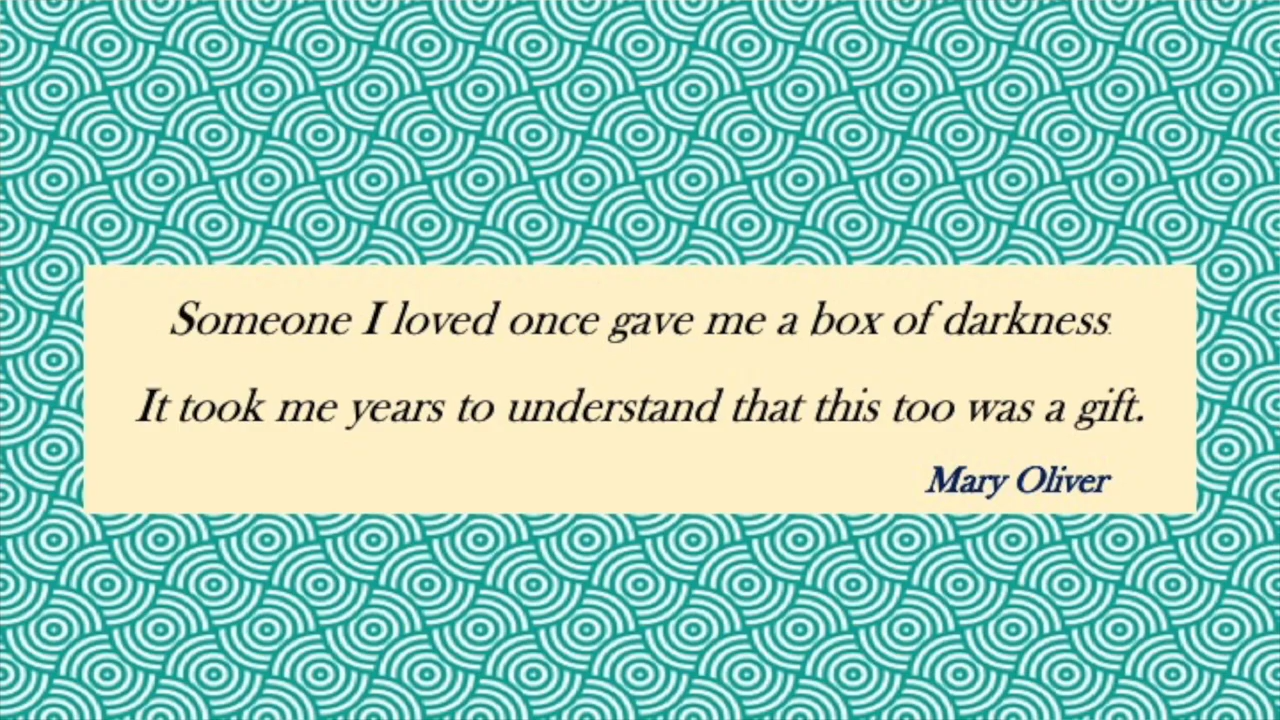 Someone I loved once gave me a box of darkness.
It took me years to understand that this too was a gift.
Mary Oliver